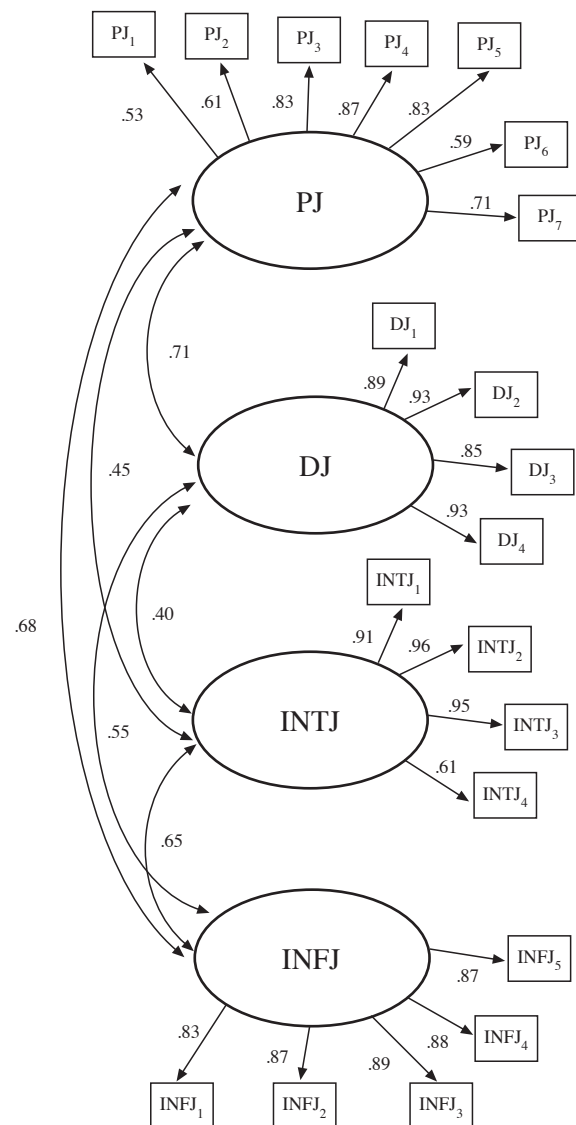 PJ1
PJ2
PJ3
PJ4
PJ5
.53
.61
.83
.87
.83
.59
PJ6
PJ
.71
PJ7
DJ1
.71
.89
.93
DJ2
.45
DJ
.85
DJ3
.93
DJ4
INTJ1
.40
.68
.91
.96
INTJ2
INTJ
.95
INTJ3
.55
.61
INTJ4
.65
INFJ
INFJ5
.87
.83
.87
.89
.88
INFJ4
INFJ1
INFJ2
INFJ3